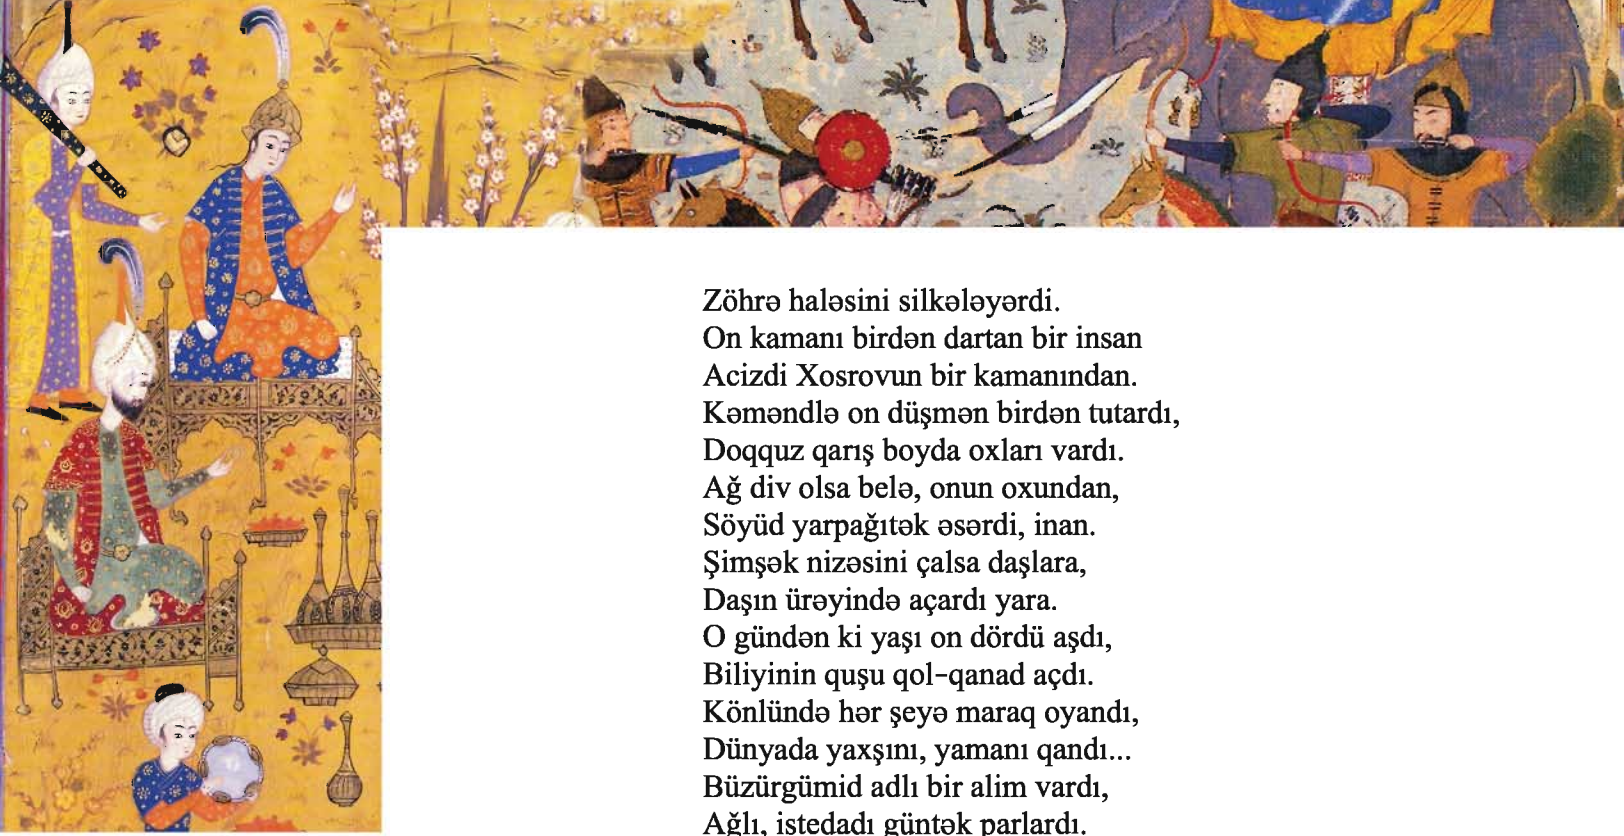 Zöhrə haləsini silkələyərdi.
On kamanı birdən dartan bir insan
Acizdi Xosrovun bir kamanından.
Kəməndlə on düşmən birdən tutardı,
Doqquz qarış boyda oxları vardı.
Ağ div olsa belə, onun oxundan,
Söyüd yarpağıtək əsərdi, inan.
Şimşək nizəsini çalsa daşlara,
Daşın ürəyində açardı yara.
O gündən ki yaşı on dördü aşdı,
Biliyinin quşu qol-qanad açdı.
Könlündə hər şeyə maraq oyandı,
Dünyada yaxşını, yamanı qandı...
Büzürgümid adlı bir alim vardı,
Ağlı, istedadı güntək parlardı.